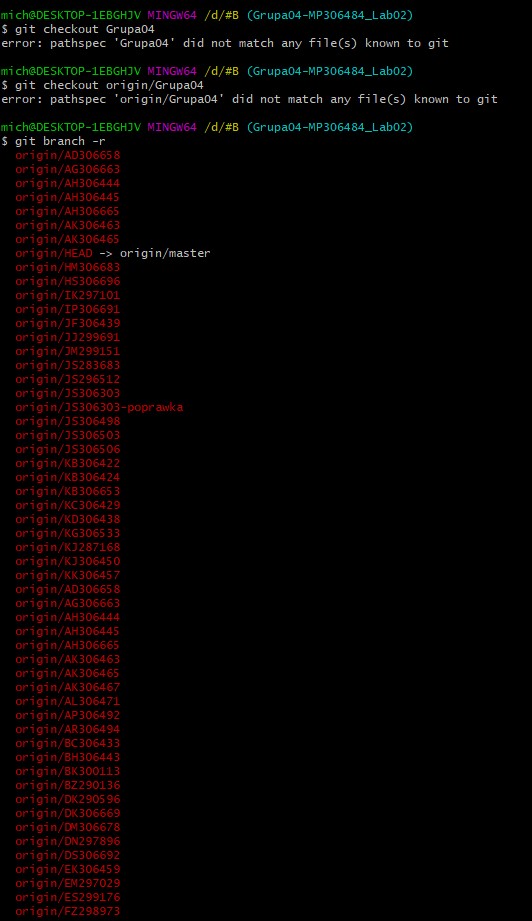 mich@DESKTOP-1EBGHJV MINGW64 /d/#B (Grupa04-MP306484_Lab02)
$ git checkout Grupa04
error: pathspec 'Grupa04' did not match any file(s) known to git
mich@DESKTOP-1EBGHJV MINGW64 /d/#B (Grupa04-MP306484_Lab02)
$ git checkout origin/Grupa04
error: pathspec 'origin/Grupa04' did not match any file(s) known to git
mich@DESKTOP-1EBGHJV MINGW64 /d/#B (Grupa04-MP306484_Lab02)
$ git branch -r
origin/AD306658
origin/AG306663
origin/AH306444
origin/AH306445
origin/AH306665
origin/AK306463
origin/AK306465
origin/HEAD -> origin/master
origin/HM306683
origin/HS306696
origin/IK297101
origin/IP306691
origin/JF306439
origin/JJ299691
origin/JM299151
origin/JS283683
origin/JS296512
origin/JS306303
origin/JS306303-poprawka
origin/JS306498
origin/JS306503
origin/JS306506
origin/KB306422
origin/KB306424
origin/KB306653
origin/KC306429
origin/KD306438
origin/KG306533
origin/KJ287168
origin/KJ306450
origin/KK306457
origin/AD306658
origin/AG306663
origin/AH306444
origin/AH306445
origin/AH306665
origin/AK306463
origin/AK306465
origin/AK306467
origin/AL306471
origin/AP306492
origin/AR306494
origin/BC306433
origin/BH306443
origin/BK300113
origin/BZ290136
origin/DK290596
origin/DK306669
origin/DM306678
origin/DN297896
origin/DS306692
origin/EK306459
origin/EM297029
origin/ES299176
origin/FZ298973